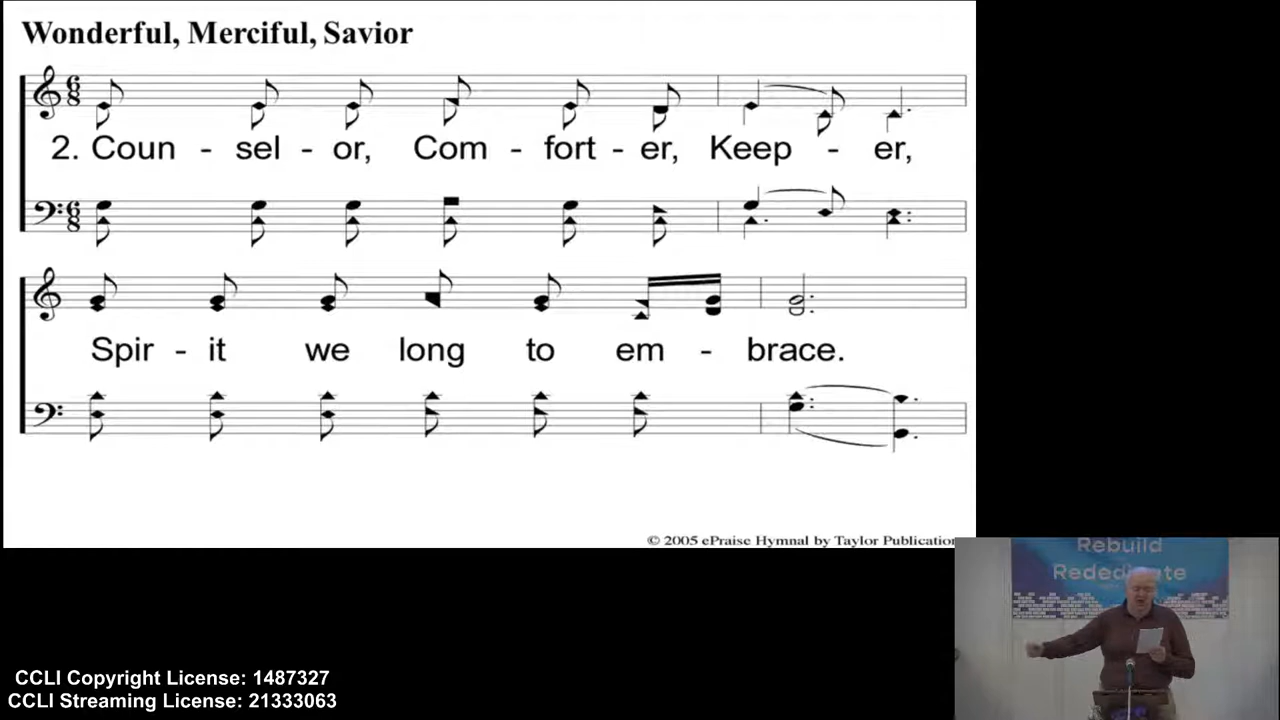 Wonderful, Merciful, Savior
2. Coun - sel - or, Com - fort - er, Keep - er,
Spir - it we long to em - brace.
© 2005 ePraise Hymnal by Taylor Publication
Rebuild
CCLI Copyright License: 1487327
CCLI Streaming License: 21333063